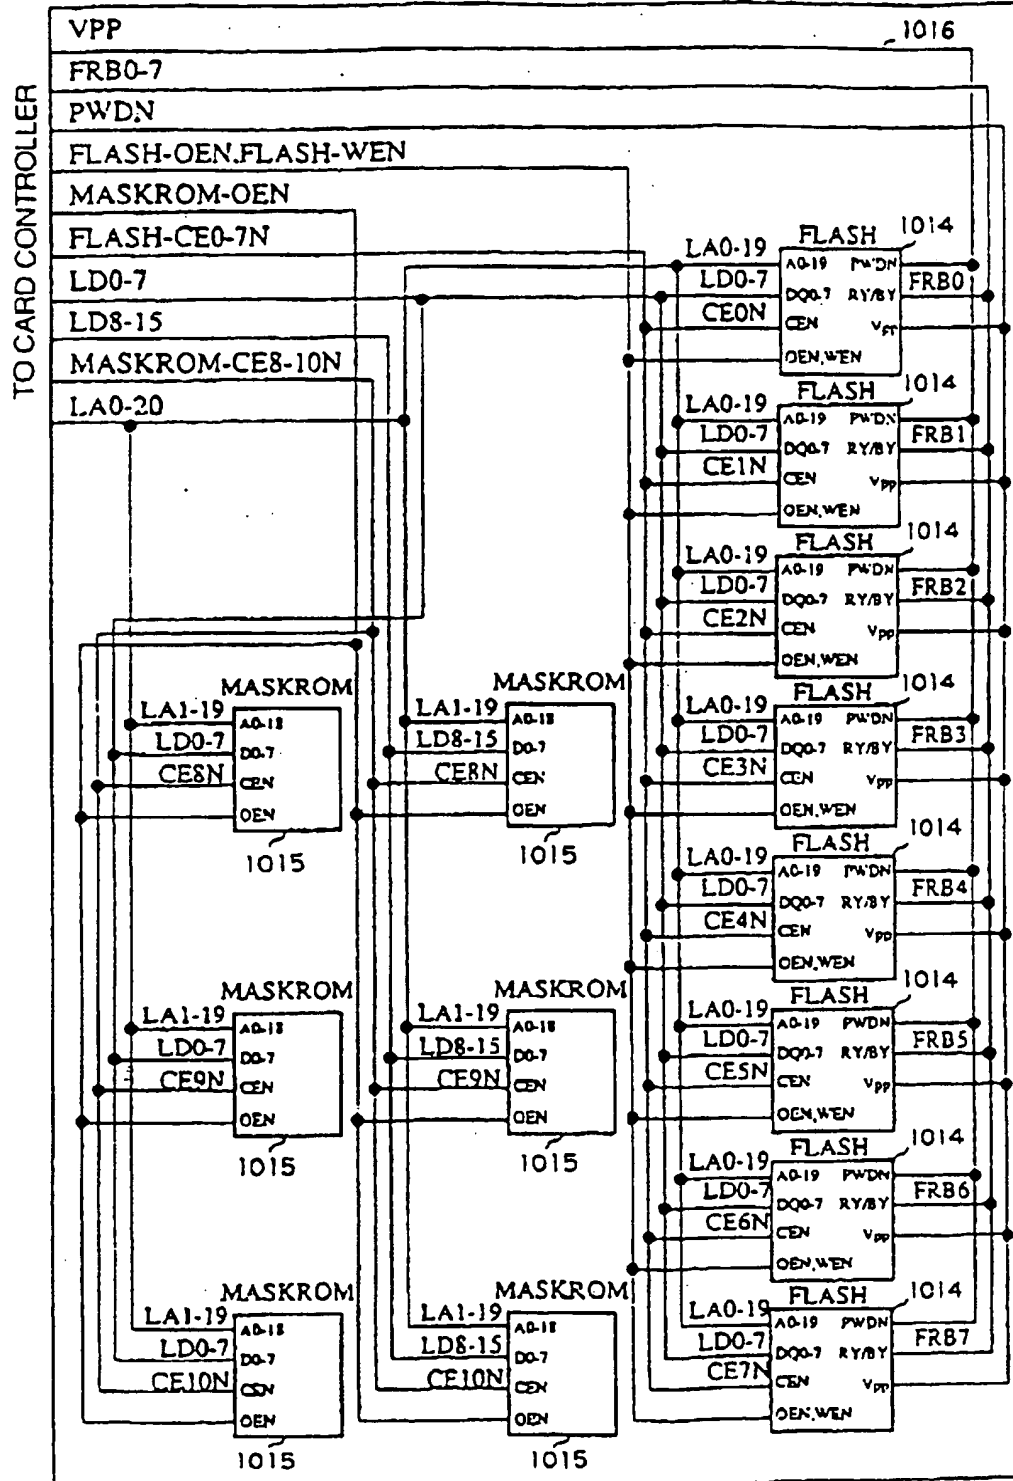 TO CARD CONTROLLER
VPP
1016
FRB0-7
PWDN
FLASH-OEN.FLASH-WEN
MASKROM-OEN
FLASH-CE0-7N
LD0-7
LD8-15
MASKROM-CE8-10N
LA0-20
FLASH 1014
LA0-19 A0-19 PWDN
LD0-7 DQ0-7 RY/BY FRB0
CE0N CEN
OEN,WEN
FLASH 1014
LA0-19 A0-19 PWDN
LD0-7 DQ0-7 RY/BY FRB1
CE1N CEN Vpp
OEN,WEN
FLASH 1014
LA0-19 A0-19 PWDN
LD0-7 DQ0-7 RY/BY FRB2
CE2N CEN Vpp
OEN,WEN
FLASH 1014
LA0-19 A0-19 PWDN
LD0-7 DQ0-7 RY/BY FRB3
CE3N CEN Vpp
OEN,WEN
FLASH 1014
LA0-19 A0-19 PWDN
LD0-7 DQ0-7 RY/BY FRB4
CE4N CEN Vpp
OEN,WEN
FLASH 1014
LA0-19 A0-19 PWDN
LD0-7 DQ0-7 RY/BY FRB5
CE5N CEN Vpp
OEN,WEN
FLASH 1014
LA0-19 A0-19 PWDN
LD0-7 DQ0-7 RY/BY FRB6
CE6N CEN Vpp
OEN,WEN
FLASH 1014
LA0-19 A0-19 PWDN
LD0-7 DQ0-7 RY/BY FRB7
CE7N CEN Vpp
OEN,WEN
MASKROM
LA1-19 A0-18
LD0-7 D0-7
CE8N CEN
OEN
1015
MASKROM
LA1-19 A0-18
LD8-15 D0-7
CE8N CEN
OEN
1015
MASKROM
LA1-19 A0-18
LD0-7 D0-7
CE9N CEN
OEN
1015
MASKROM
LA1-19 A0-18
LD8-15 D0-7
CE9N CEN
OEN
1015
MASKROM
LA1-19 A0-18
LD0-7 D0-7
CE10N CEN
OEN
1015
MASKROM
LA1-19 A0-18
LD8-15 D0-7
CE10N CEN
OEN
1015